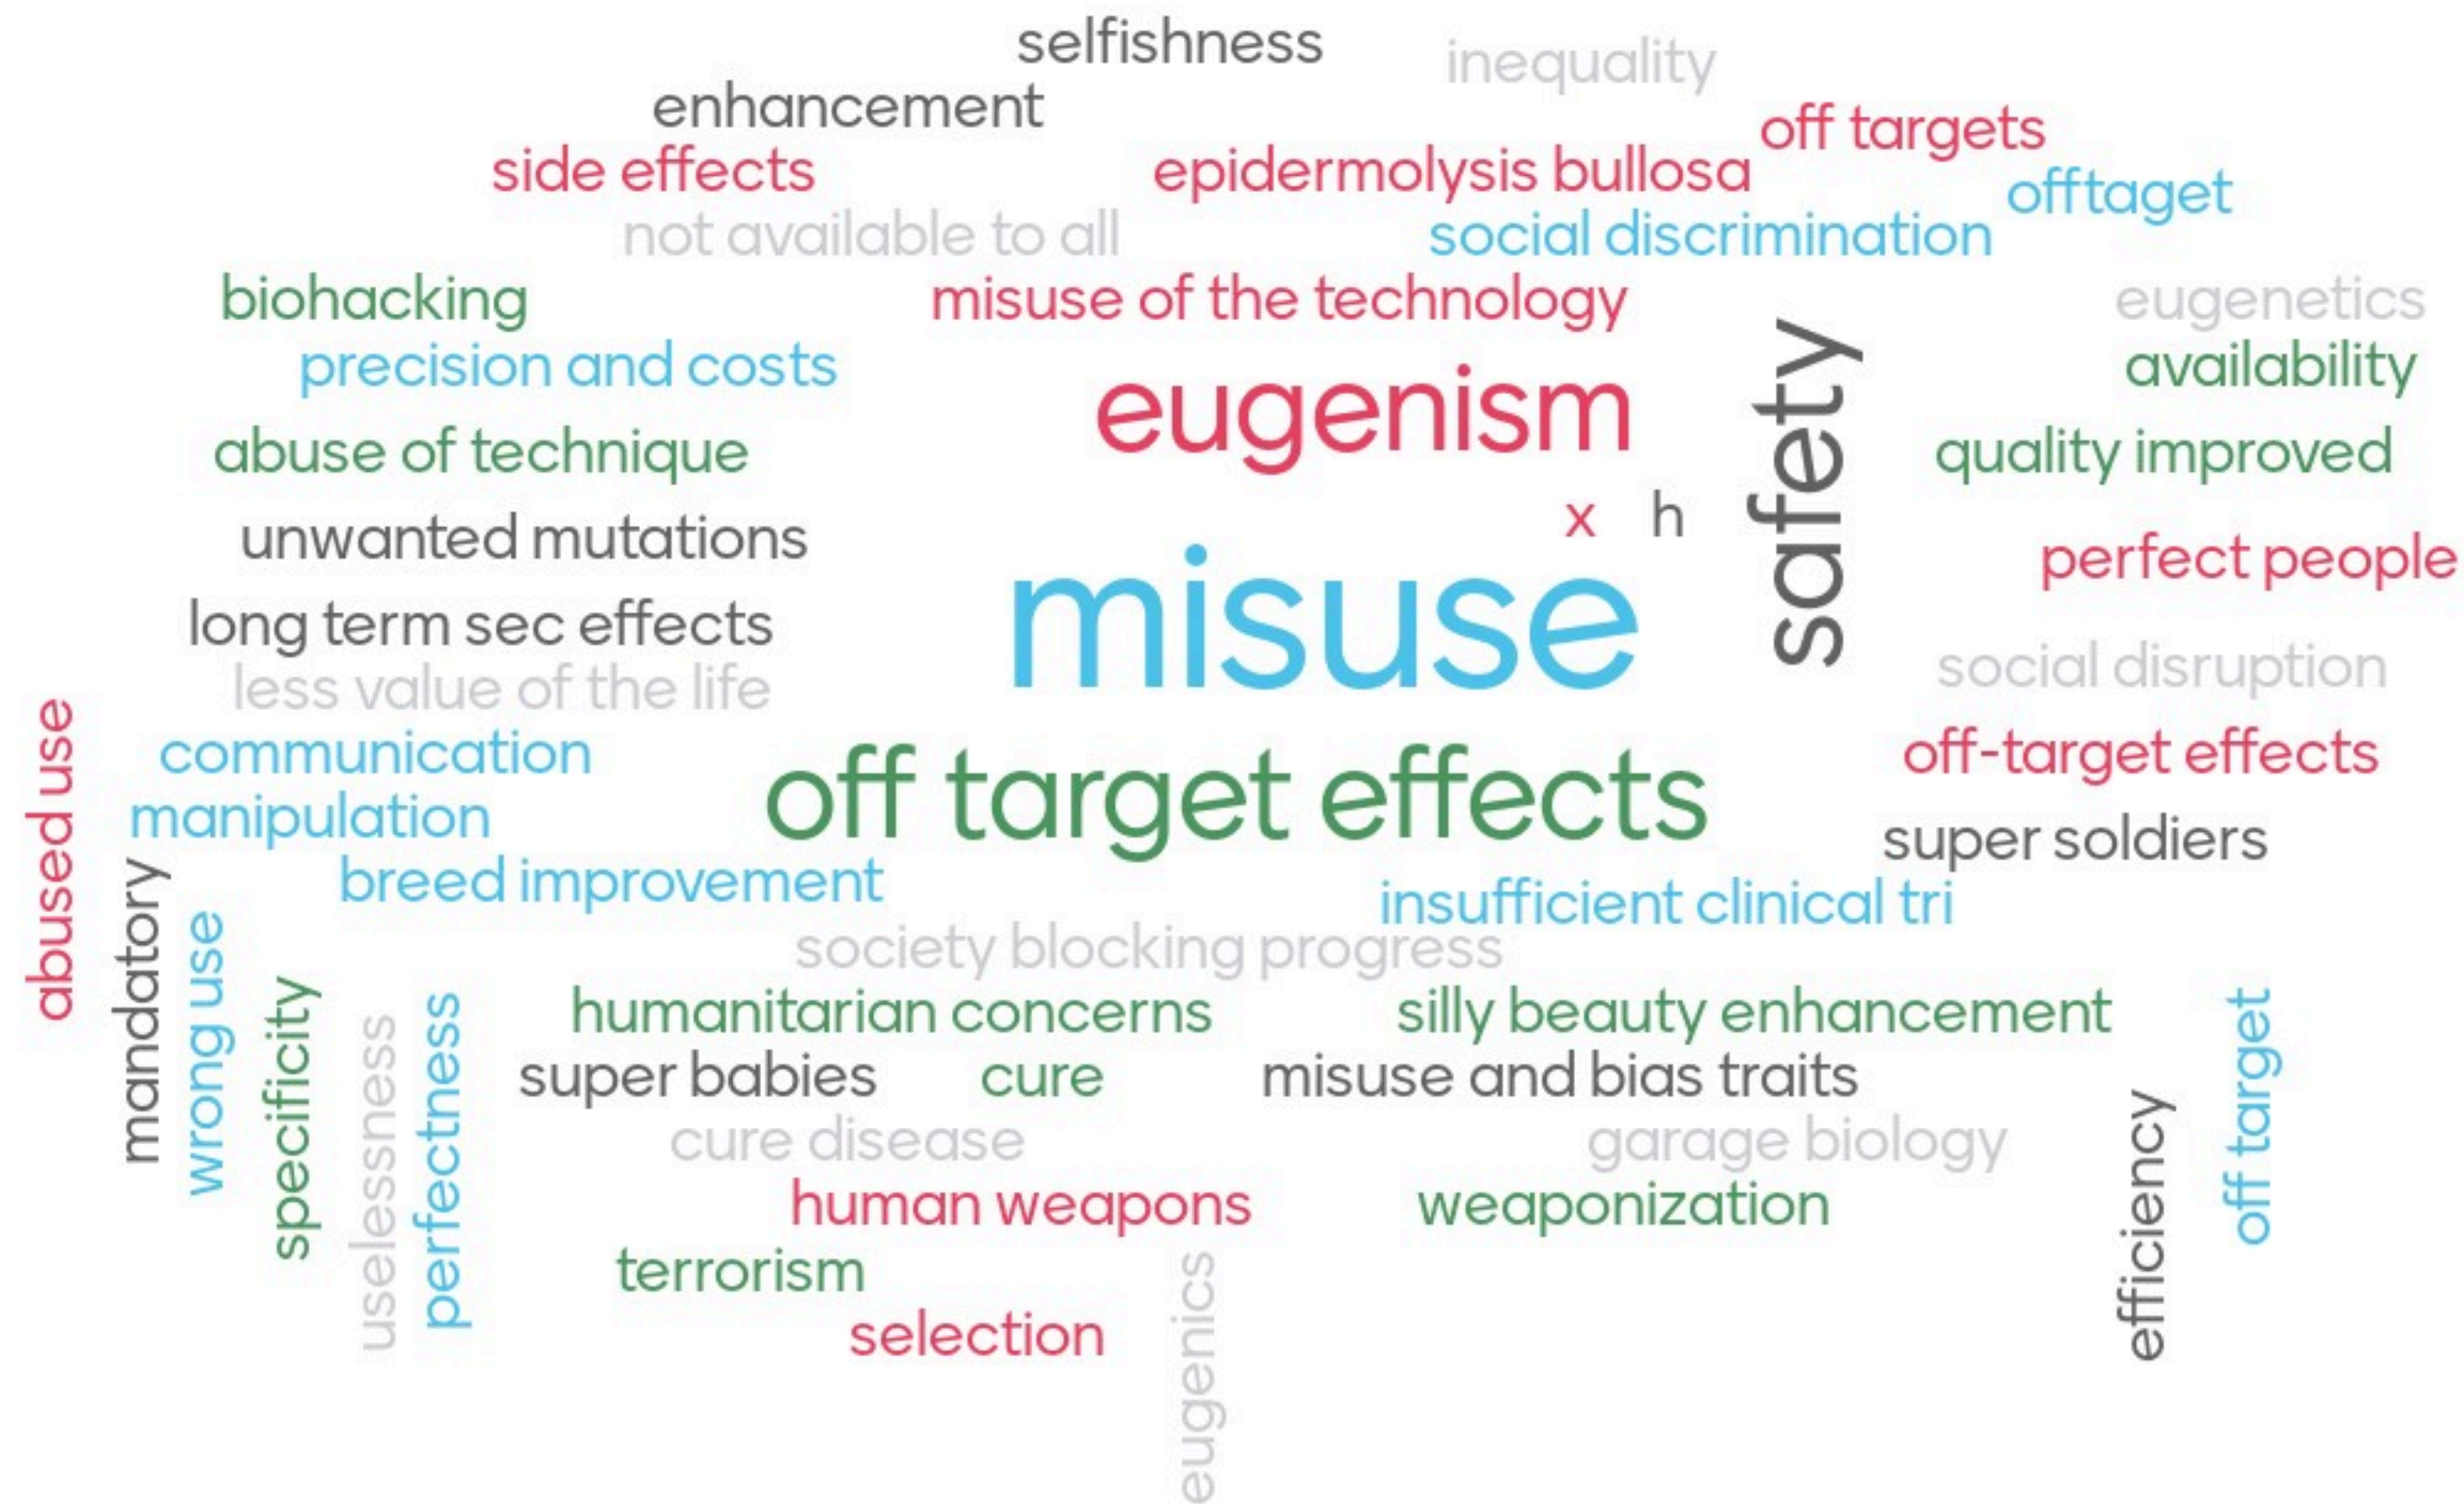 selfishness
inequality
enhancement
off targets
side effects
epidermolysis bullosa
offtaget
not available to all
social discrimination
biohacking
misuse of the technology
eugenetics
precision and costs
availability
eugenism
safety
abuse of technique
quality improved
x
h
unwanted mutations
perfect people
misuse
long term sec effects
social disruption
less value of the life
communication
off-target effects
abused use
off target effects
manipulation
super soldiers
breed improvement
insufficient clinical tri
mandatory
society blocking progress
wrong use
humanitarian concerns
silly beauty enhancement
specificity
super babies
cure
misuse and bias traits
off target
uselessness
perfectness
cure disease
garage biology
human weapons
weaponization
efficiency
terrorism
selection
eugenics